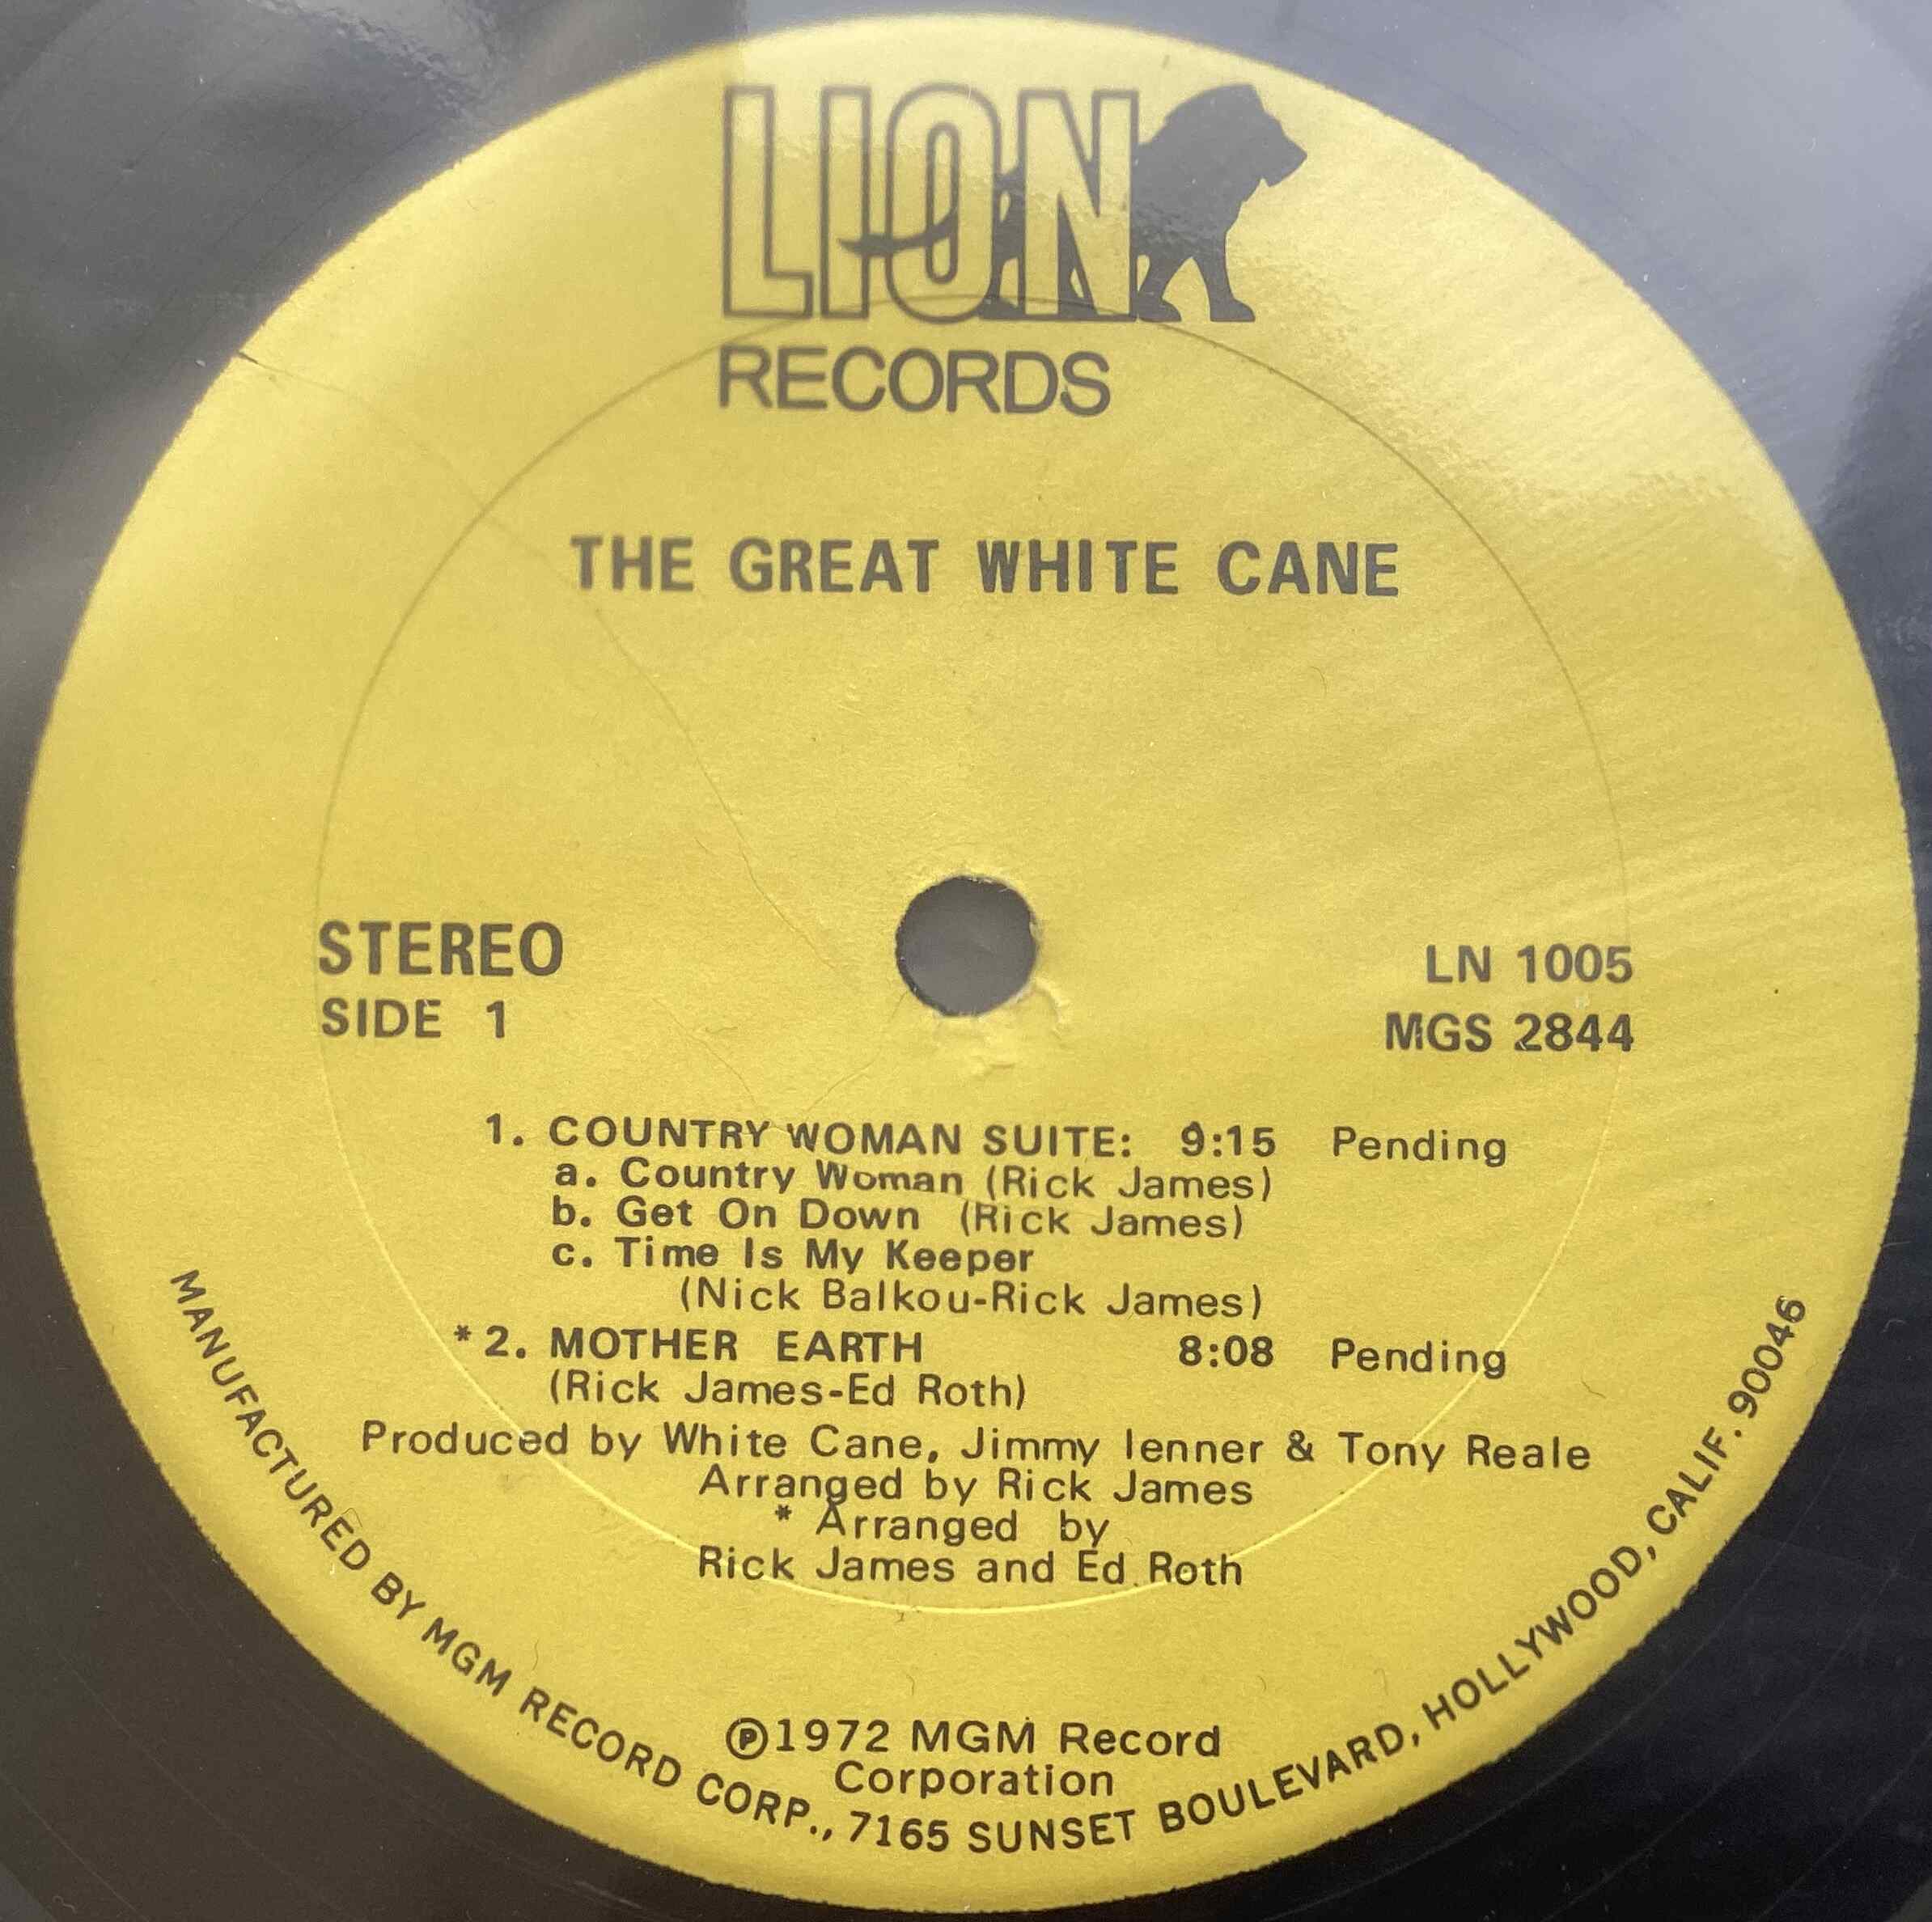 LION
RECORDS
THE GREAT WHITE CANE
STEREO
SIDE 1
LN 1005
MGS 2844
1. COUNTRY WOMAN SUITE: 9:15 Pending
a. Country Woman (Rick James)
b. Get On Down (Rick James)
c. Time Is My Keeper
(Nick Balkou-Rick James)
*2. MOTHER EARTH 8:08 Pending
(Rick James-Ed Roth)
Produced by White Cane, Jimmy Ienner & Tony Reale
Arranged by Rick James
* Arranged by
Rick James and Ed Roth
℗1972 MGM Record
Corporation
MANUFACTURED BY MGM RECORD CORP., 7165 SUNSET BOULEVARD, HOLLYWOOD, CALIF. 90046